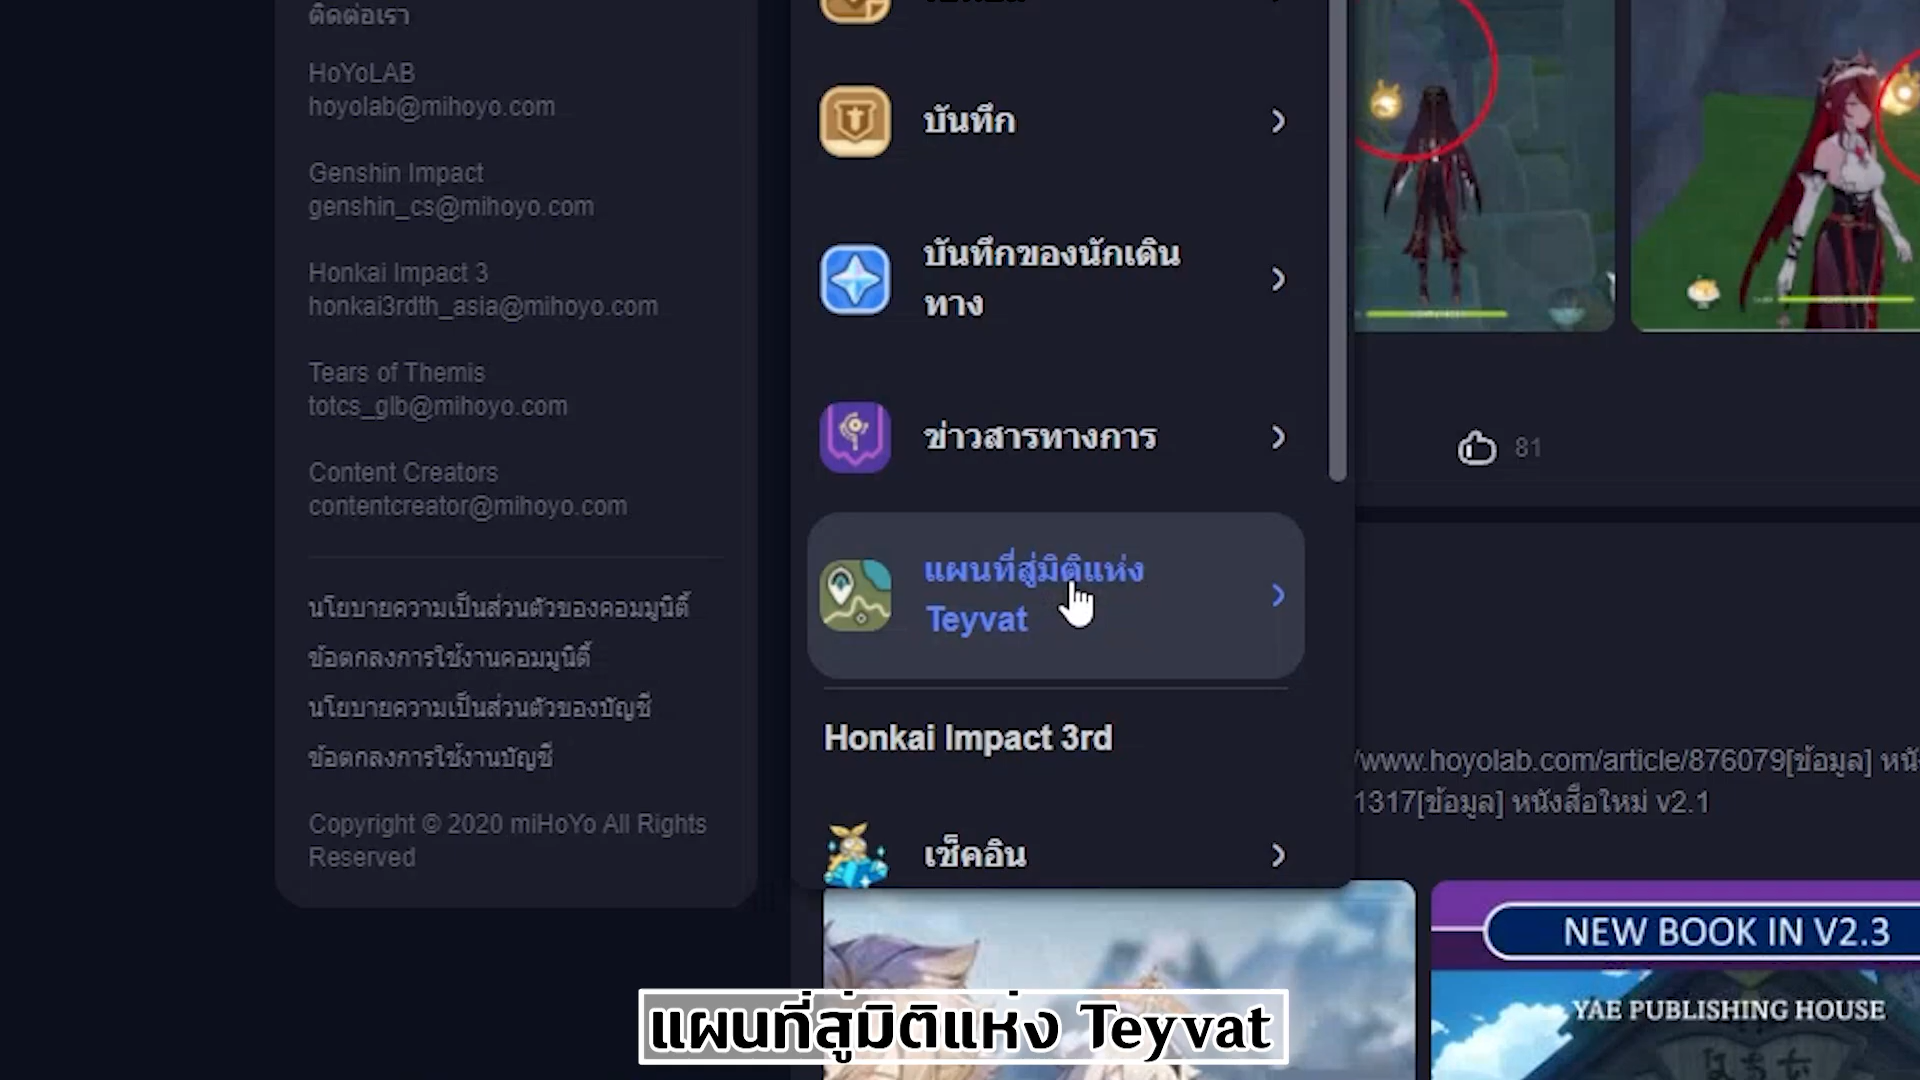 ติดต่อเรา
HoYoLAB
hoyolab@mihoyo.com
Genshin Impact
genshin_cs@mihoyo.com
Honkai Impact 3
honkai3rdth_asia@mihoyo.com
Tears of Themis
totcs_glb@mihoyo.com
Content Creators
contentcreator@mihoyo.com
นโยบายความเป็นส่วนตัวของคอมมูนิตี้
ข้อตกลงการใช้งานคอมมูนิตี้
นโยบายความเป็นส่วนตัวของบัญชี
ข้อตกลงการใช้งานบัญชี
Copyright © 2020 miHoYo All Rights
Reserved
บันทึก
บันทึกของนักเดิน
ทาง
ข่าวสารทางการ
แผนที่สู่มิติแห่ง
Teyvat
Honkai Impact 3rd
เช็คอิน
81
/www.hoyolab.com/article/876079[ข้อมูล]
1317[ข้อมูล] หนังสือใหม่ v2.1
NEW BOOK IN V2.3
YAE PUBLISHING HOUSE
แผนที่สู่มิติแห่ง Teyvat